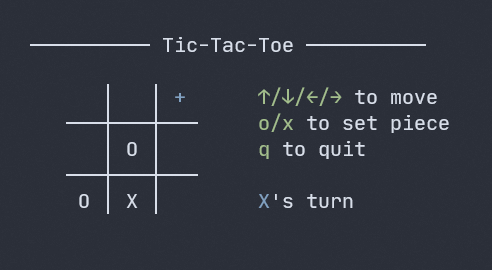 Tic-Tac-Toe
+
↑/↓/←/→ to move
o/x to set piece
O
q to quit
O X
X's turn